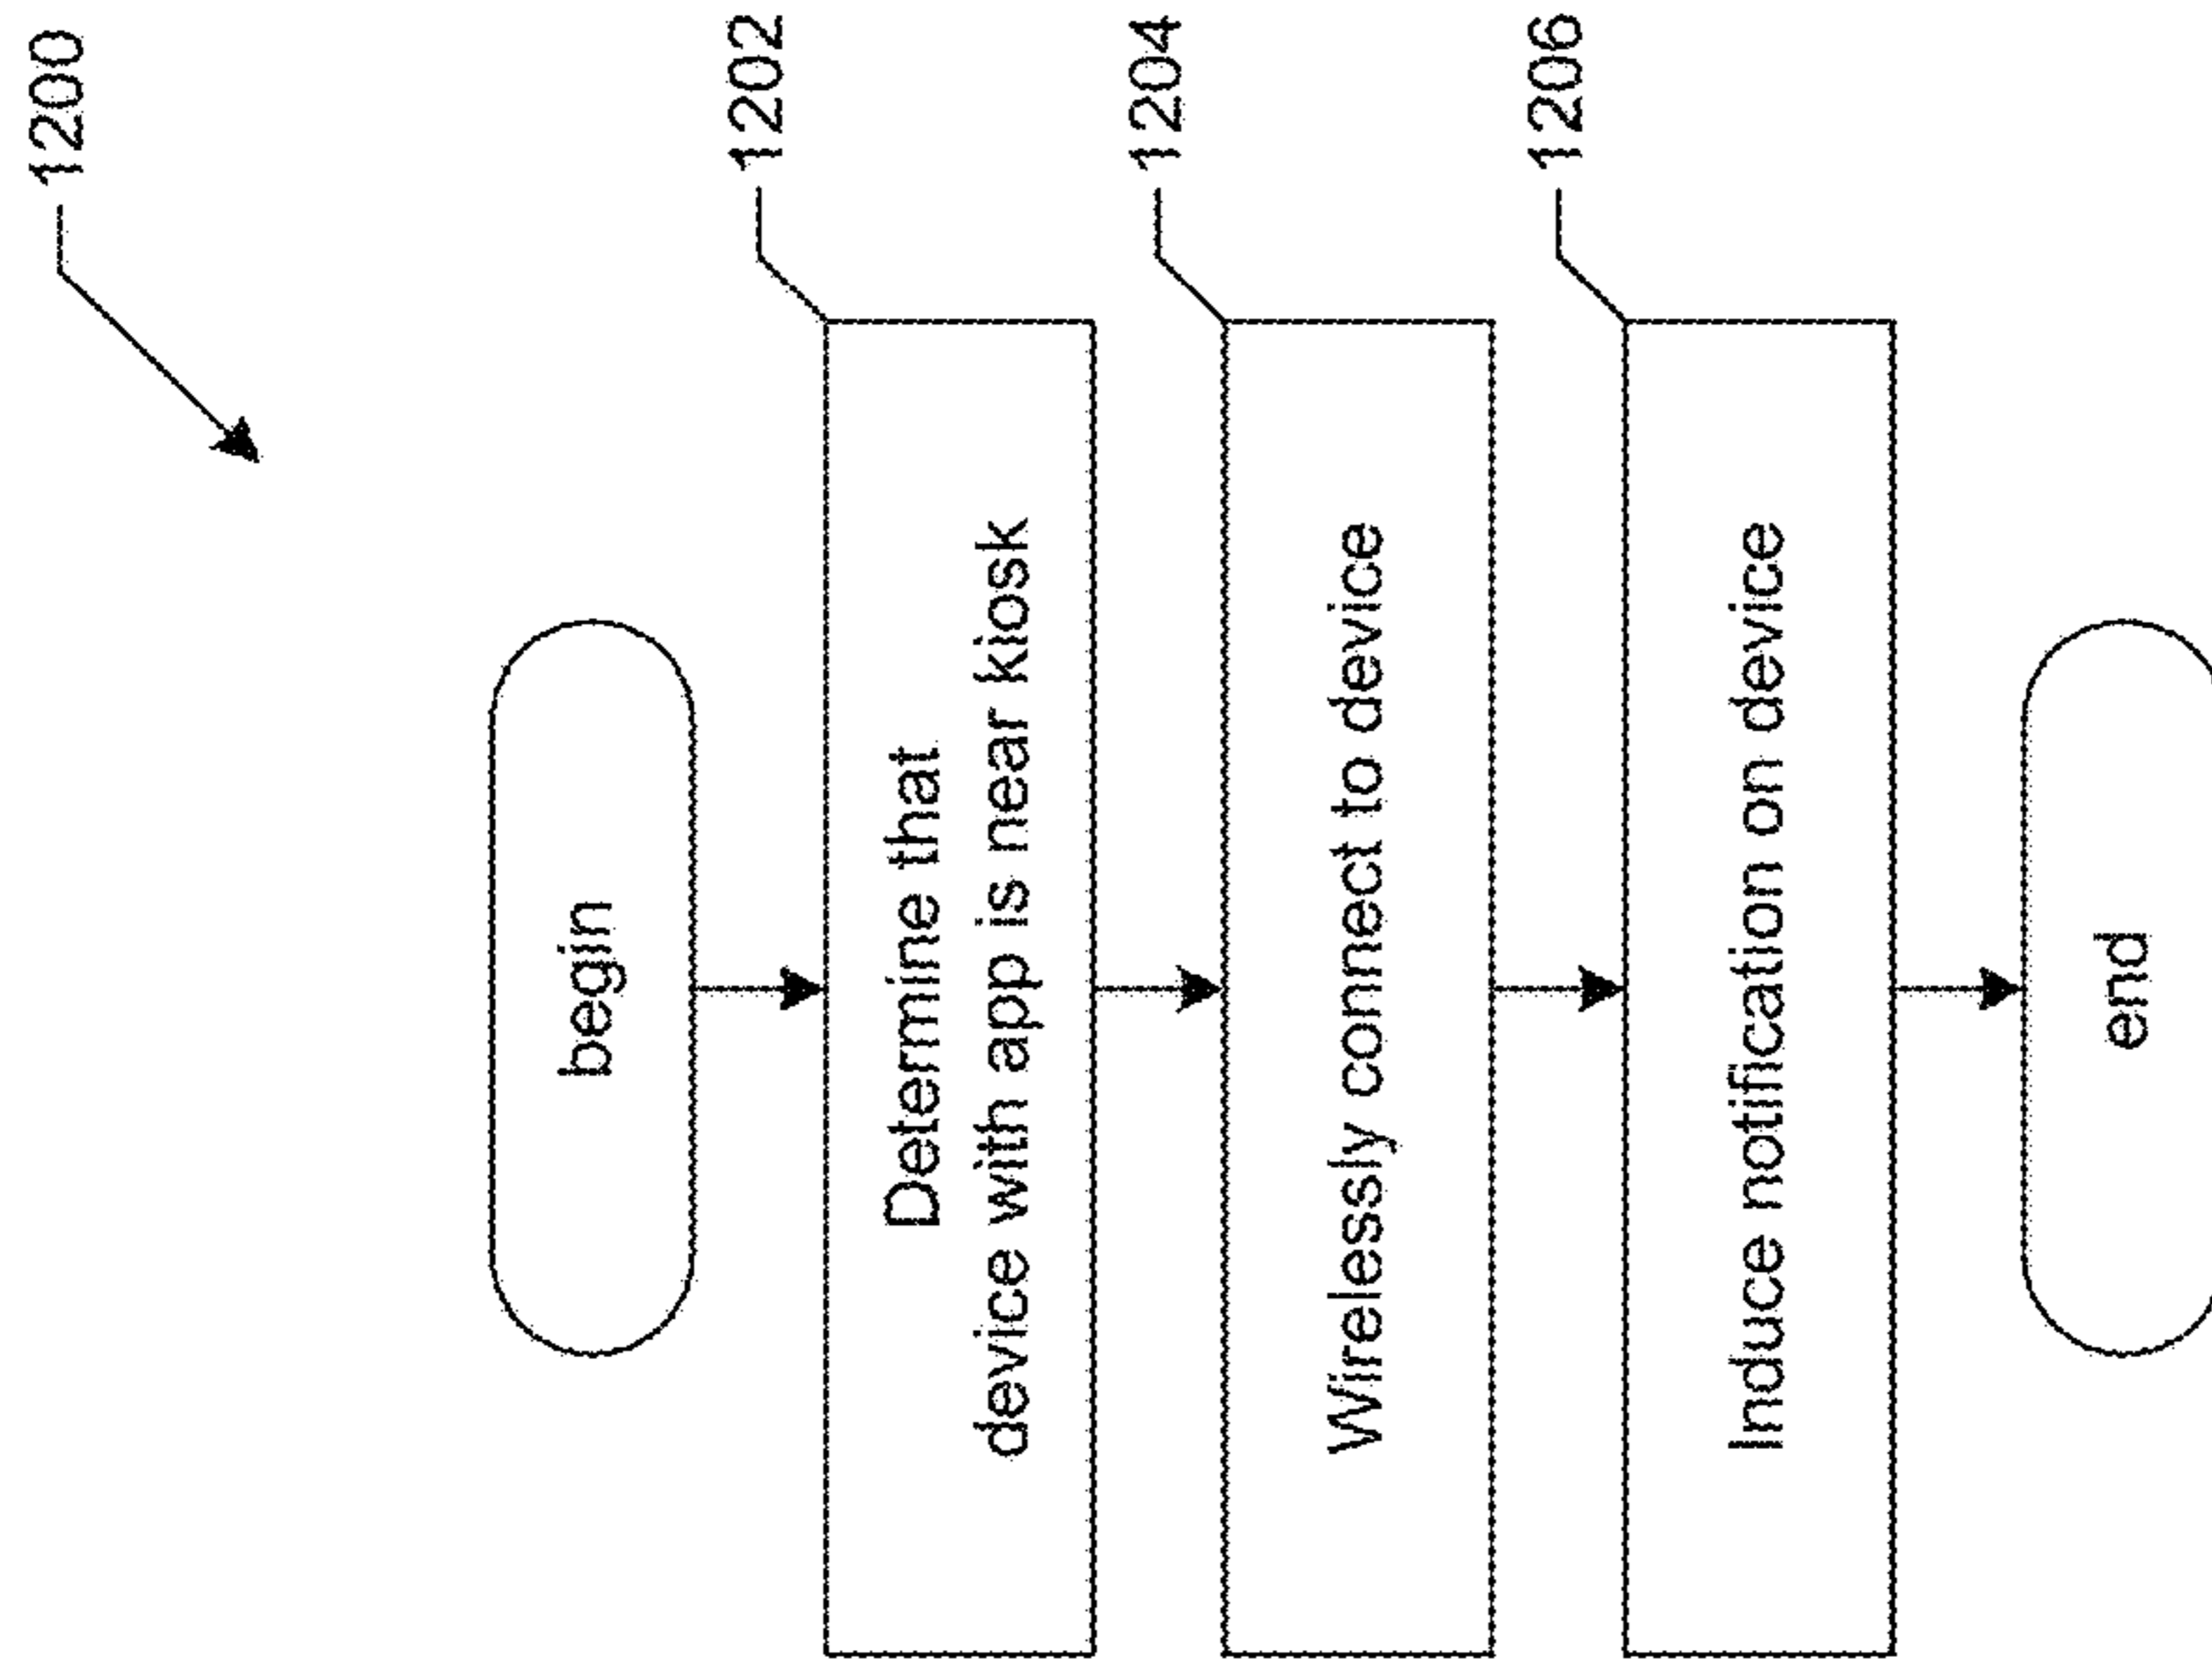 1200
begin
1202
Determine that
device with app is near kiosk
1204
Wirelessly connect to device
1206
Induce notification on device
end